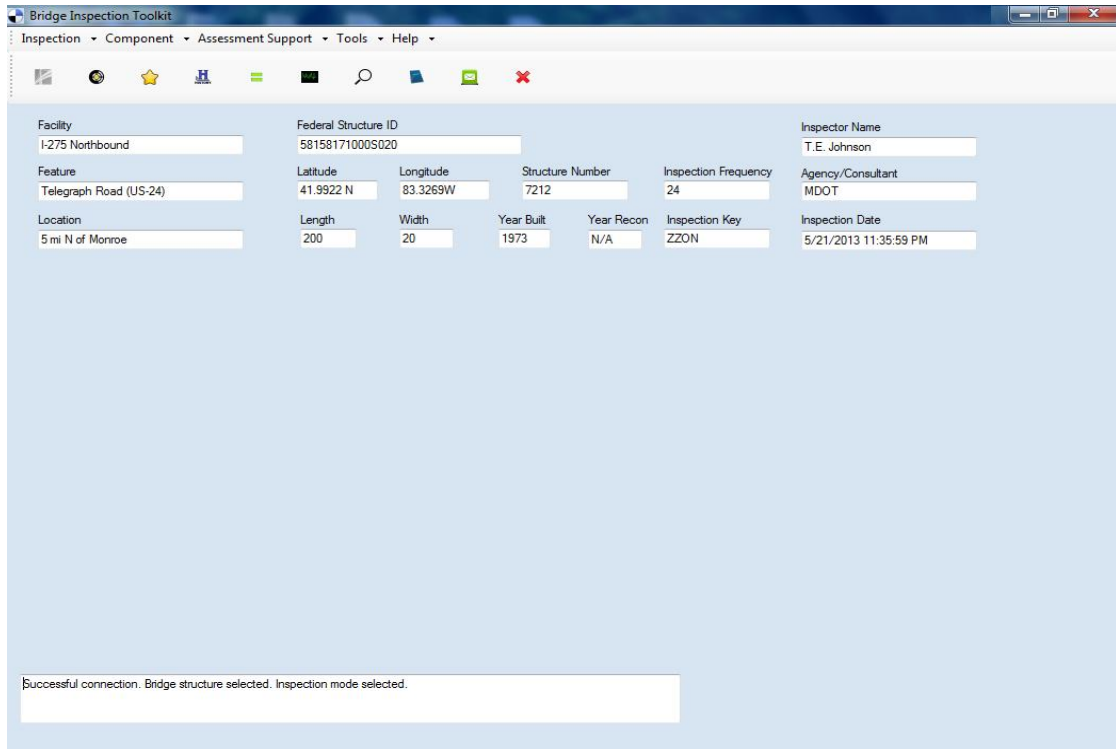 Bridge Inspection Toolkit
Inspection Component Assessment Support Tools Help
H
Facility Federal Structure ID Inspector Name
I-275 Northbound 58158171000S020 T.E. Johnson
Feature Latitude Longitude Structure Number Inspection Frequency Agency/Consultant
Telegraph Road (US-24) 41.9922 N 83.3269W 7212 24 MDOT
Location Length Width Year Built Year Recon Inspection Key Inspection Date
5 mi N of Monroe 200 20 1973 N/A ZZON 5/21/2013 11:35:59 PM
Successful connection. Bridge structure selected. Inspection mode selected.